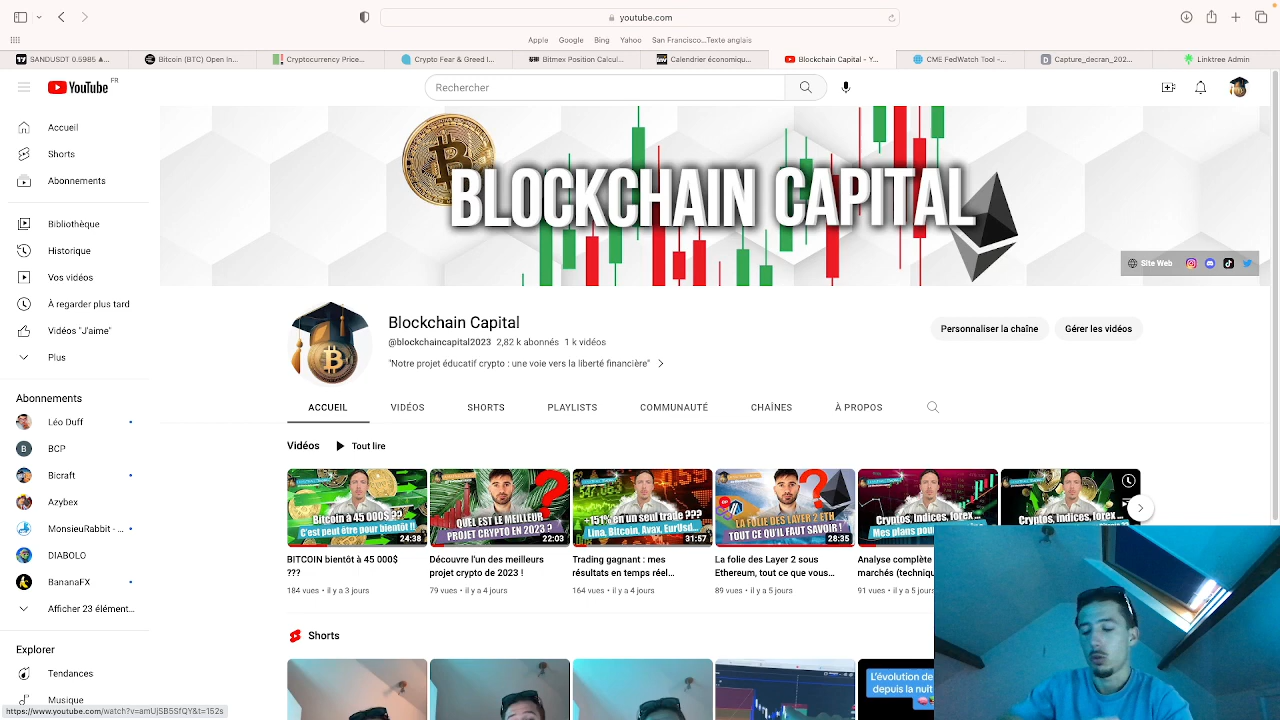 youtube.com
Apple Google Bing Yahoo San Francisco...Texte anglais
SANDUSDT 0.5985 ▲...
Bitcoin (BTC) Open In...
Cryptocurrency Price...
Crypto Fear & Greed I...
Bitmex Position Calcul...
Calendrier économiqu...
Blockchain Capital - Y...
CME FedWatch Tool -...
Capture_decran_202...
Linktree Admin
YouTube FR
Rechercher
Accueil
Shorts
Abonnements
Bibliothèque
Historique
Vos vidéos
À regarder plus tard
Vidéos "J'aime"
Plus
Abonnements
Léo Duff
BCP
Bicraft
Azybex
MonsieurRabbit - ...
DIABOLO
BananaFX
Afficher 23 élément...
Explorer
Tendances
Musique
https://www.youtube.com/watch?v=amUjSB5SfQY&t=152s
BLOCKCHAIN CAPITAL
Site Web
Blockchain Capital
@blockchaincapital2023 2,82 k abonnés 1 k vidéos
"Notre projet éducatif crypto : une voie vers la liberté financière"
Personnaliser la chaîne
Gérer les vidéos
ACCUEIL
VIDÉOS
SHORTS
PLAYLISTS
COMMUNAUTÉ
CHAÎNES
À PROPOS
Vidéos
Tout lire
Bitcoin à 45 000$ ??
C'est peut être pour bientôt !!
24:38
BITCOIN bientôt à 45 000$
???
184 vues • il y a 3 jours
QUEL EST LE MEILLEUR
PROJET CRYPTO EN 2023 ?
22:03
Découvre l'un des meilleurs
projet crypto de 2023 !
79 vues • il y a 4 jours
+151% en un seul trade ???
Lina, Bitcoin, Avax, EurUsd...
31:57
Trading gagnant : mes
résultats en temps réel...
164 vues • il y a 4 jours
LA FOLIE DES LAYER 2 ETH
TOUT CE QU'IL FAUT SAVOIR !
28:35
La folie des Layer 2 sous
Ethereum, tout ce que vous...
89 vues • il y a 5 jours
Cryptos, indices, forex ...
Mes plans pou
Analyse complète
marchés (techniqu
91 vues • il y a 5 jours
Cryptos, indices, forex ...
Shorts
L'évolution de
depuis la nuit